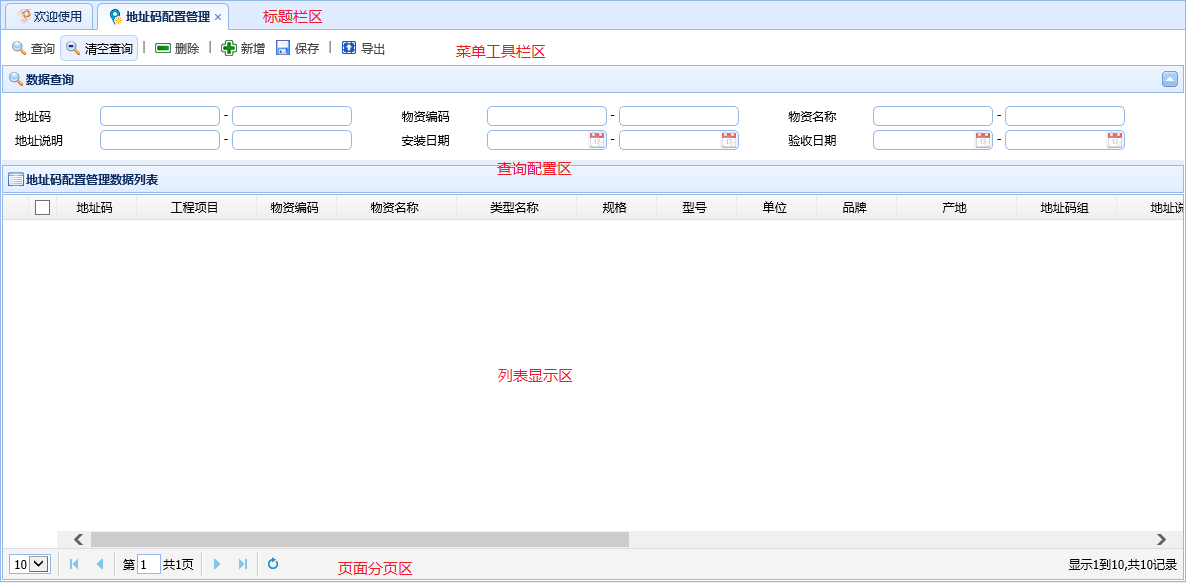 欢迎使用 地址码配置管理 × 标题栏区
查询 清空查询 | 删除 | 新增 保存 | 导出 菜单工具栏区
数据查询
地址码 - 物资编码 - 物资名称 -
地址说明 - 安装日期 - 验收日期 -
查询配置区
地址码配置管理数据列表
地址码 工程项目 物资编码 物资名称 类型名称 规格 型号 单位 品牌 产地 地址码组 地址说
列表显示区
10 第 1 共1页 页面分页区 显示1到10,共10记录